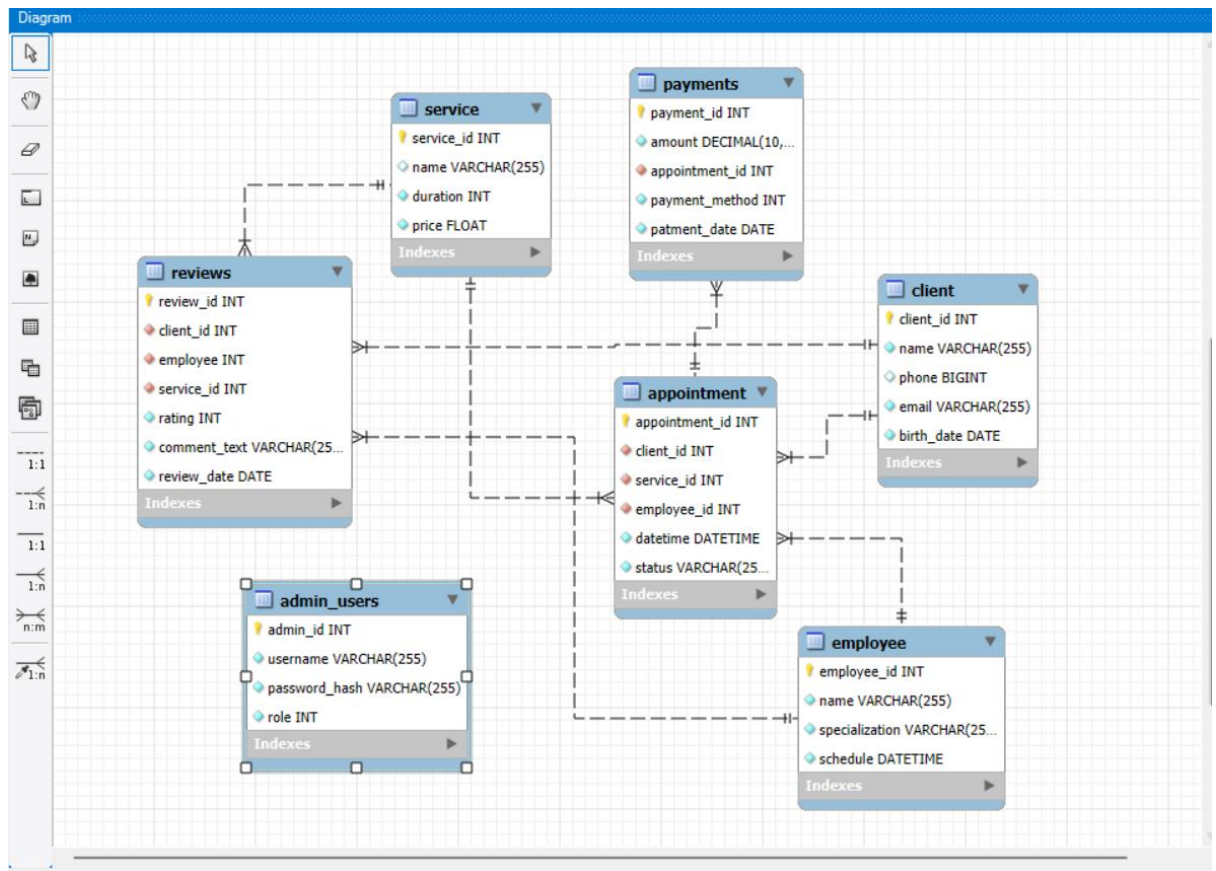 Diagram
service
service_id INT
name VARCHAR(255)
duration INT
price FLOAT
Indexes
payments
payment_id INT
amount DECIMAL(10,...
appointment_id INT
payment_method INT
patment_date DATE
Indexes
reviews
review_id INT
client_id INT
employee INT
service_id INT
rating INT
comment_text VARCHAR(25...
review_date DATE
Indexes
client
client_id INT
name VARCHAR(255)
phone BIGINT
email VARCHAR(255)
birth_date DATE
Indexes
appointment
appointment_id INT
client_id INT
service_id INT
employee_id INT
datetime DATETIME
status VARCHAR(25...
Indexes
admin_users
admin_id INT
username VARCHAR(255)
password_hash VARCHAR(255)
role INT
Indexes
employee
employee_id INT
name VARCHAR(255)
specialization VARCHAR(25...
schedule DATETIME
Indexes
1:1
1:n
1:1
1:n
n:m
1:n